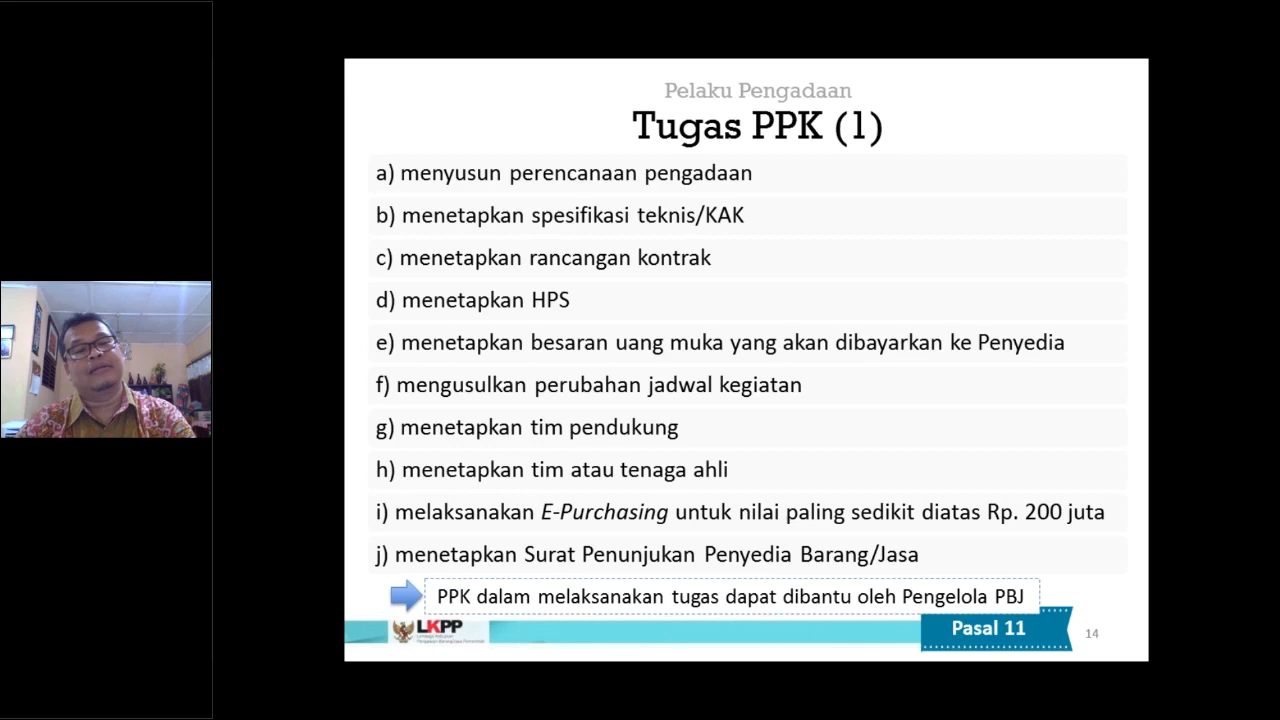 Pelaku Pengadaan
Tugas PPK (1)
a) menyusun perencanaan pengadaan
b) menetapkan spesifikasi teknis/KAK
c) menetapkan rancangan kontrak
d) menetapkan HPS
e) menetapkan besaran uang muka yang akan dibayarkan ke Penyedia
f) mengusulkan perubahan jadwal kegiatan
g) menetapkan tim pendukung
h) menetapkan tim atau tenaga ahli
i) melaksanakan E-Purchasing untuk nilai paling sedikit diatas Rp. 200 juta
j) menetapkan Surat Penunjukan Penyedia Barang/Jasa
PPK dalam melaksanakan tugas dapat dibantu oleh Pengelola PBJ
LKPP
Pasal 11
14